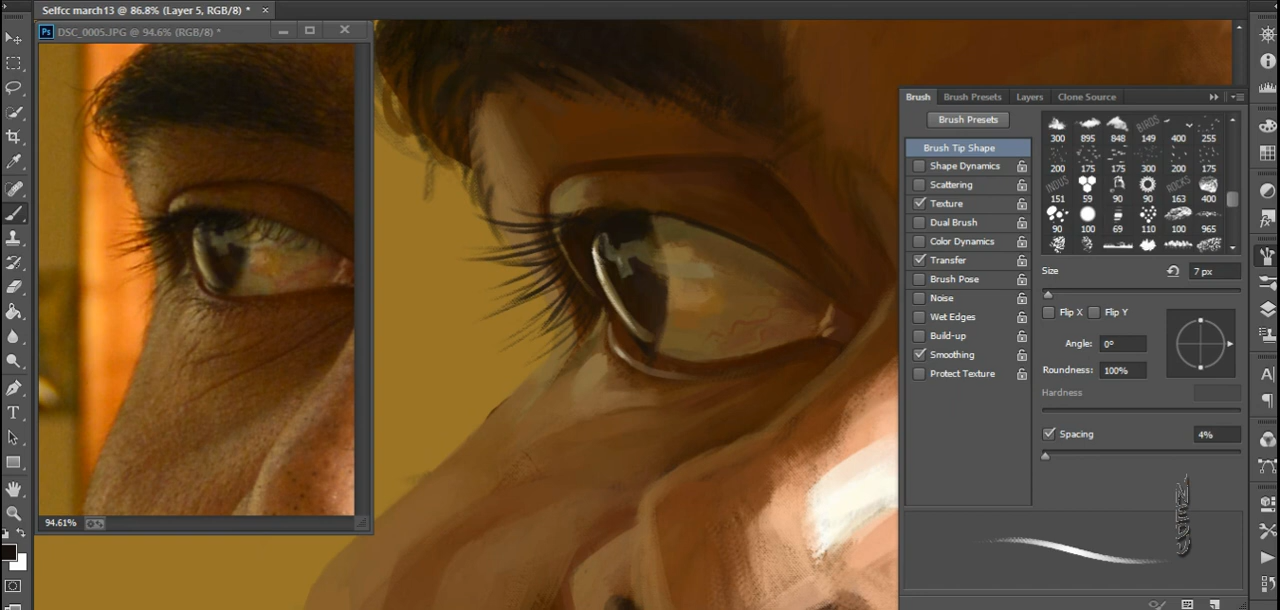 Selfcc march13 @ 86.8% (Layer 5, RGB/8) * ×
Ps DSC_0005.JPG @ 94.6% (RGB/8) *
94.61%
T
Brush Brush Presets Layers Clone Source
Brush Presets
Brush Tip Shape
Shape Dynamics
Scattering
Texture
Dual Brush
Color Dynamics
Transfer
Brush Pose
Noise
Wet Edges
Build-up
Smoothing
Protect Texture
BIRDS
300 895 848 149 400 255
200 175 175 300 200 175
INDUS ROCKS
151 59 90 90 163 400
90 100 69 110 100 965
Size 7 px
Flip X Flip Y
Angle: 0°
Roundness: 100%
Hardness
Spacing 4%
A